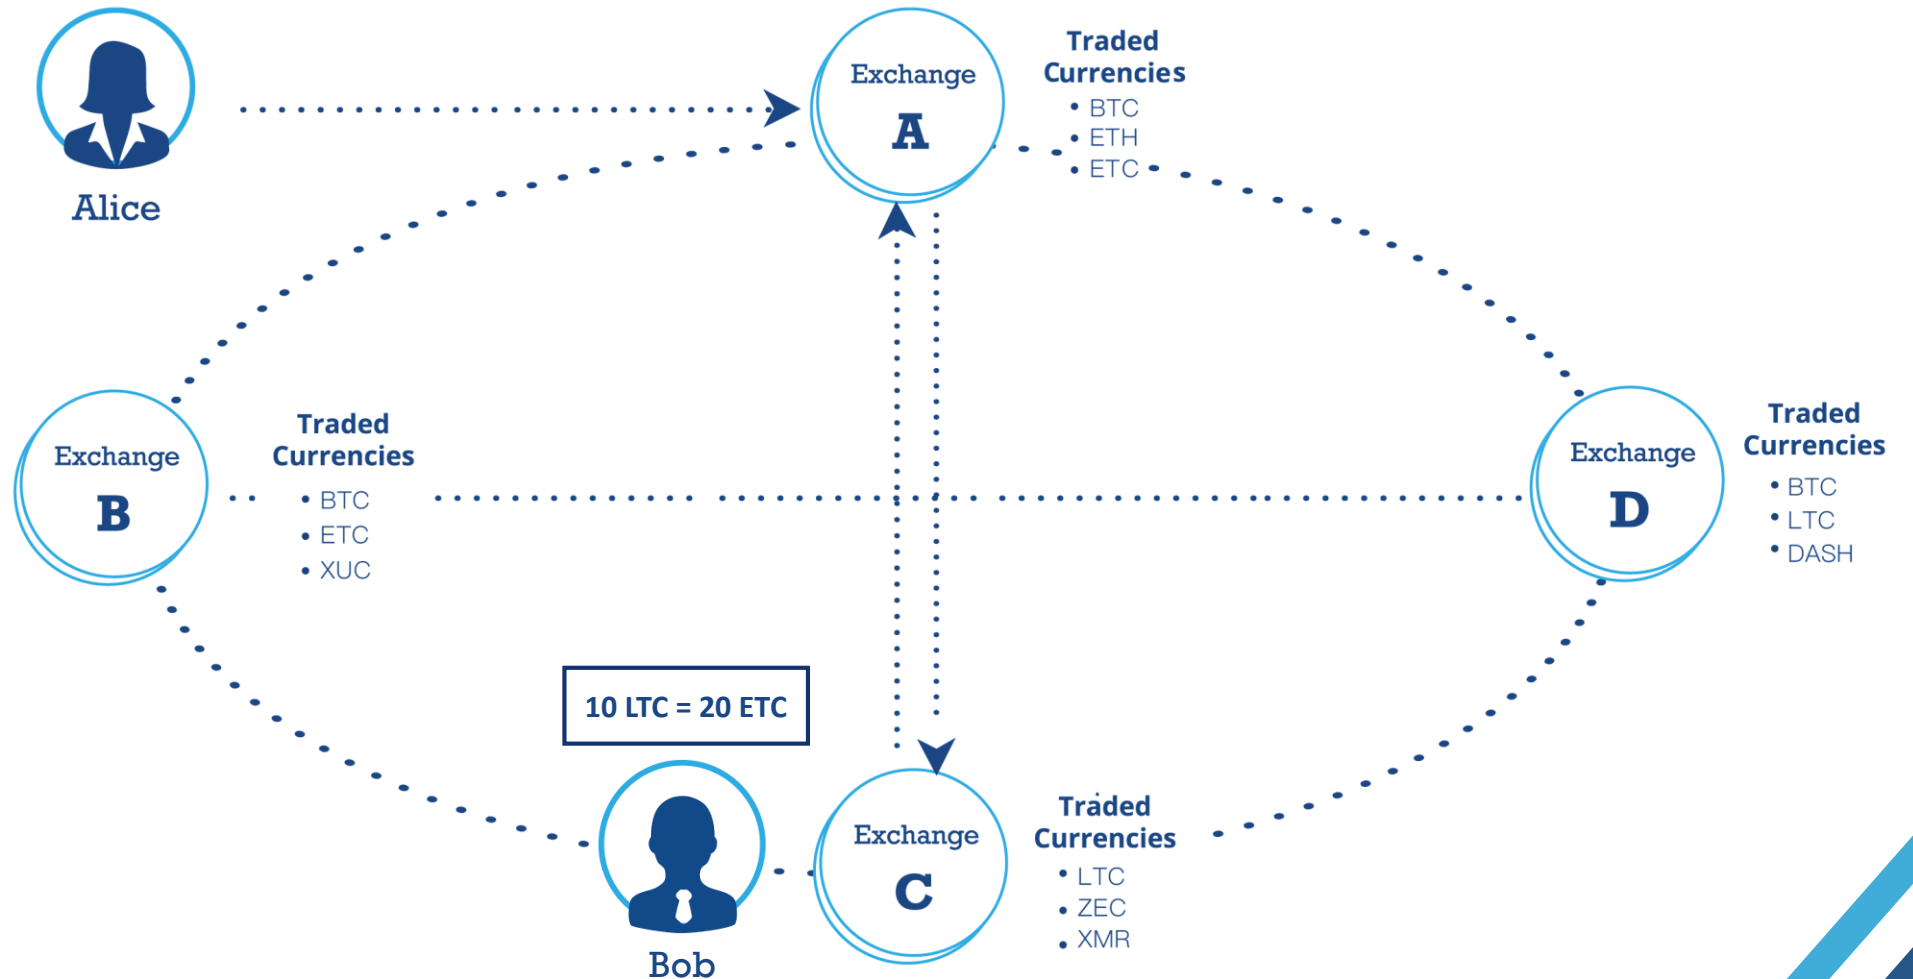 Alice
Exchange
A
Traded
Currencies
• BTC
• ETH
• ETC
Exchange
B
Traded
Currencies
• BTC
• ETC
• XUC
Exchange
D
Traded
Currencies
• BTC
• LTC
• DASH
10 LTC = 20 ETC
Bob
Exchange
C
Traded
Currencies
• LTC
• ZEC
• XMR